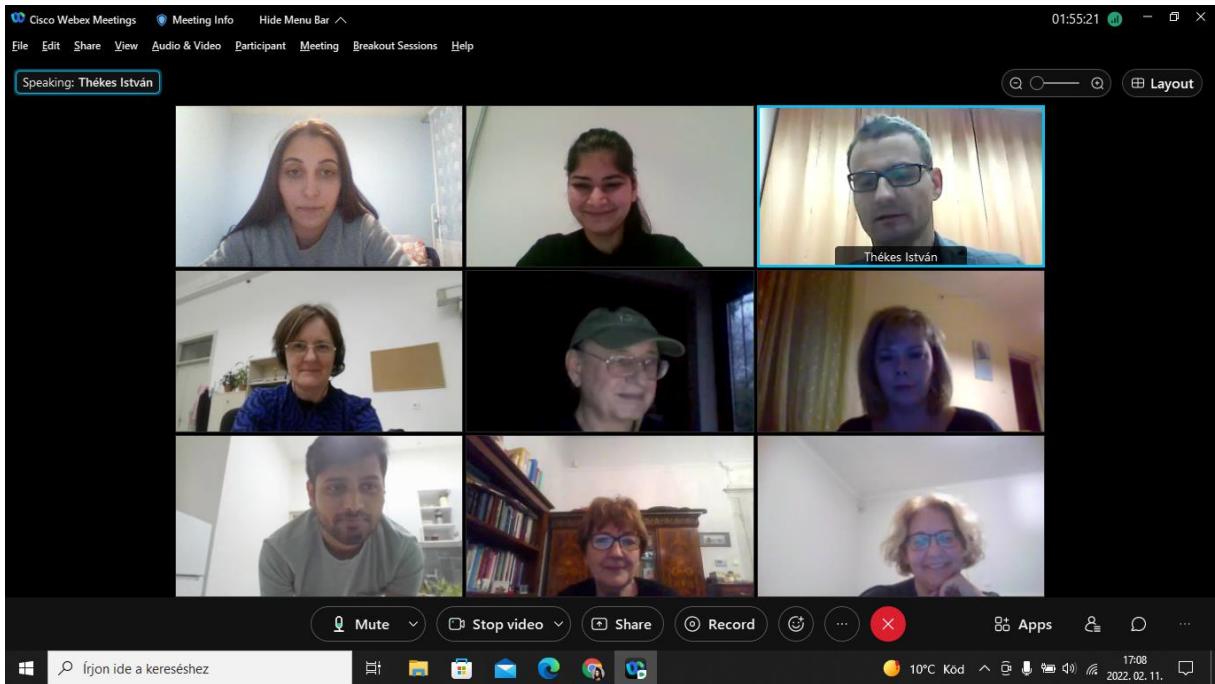 Cisco Webex Meetings Meeting Info Hide Menu Bar 01:55:21
File Edit Share View Audio & Video Participant Meeting Breakout Sessions Help
Speaking: Thékes István
Layout
Thékes István
Mute Stop video Share Record Apps
Írjon ide a kereséshez
10°C Köd
17:08
2022. 02. 11.